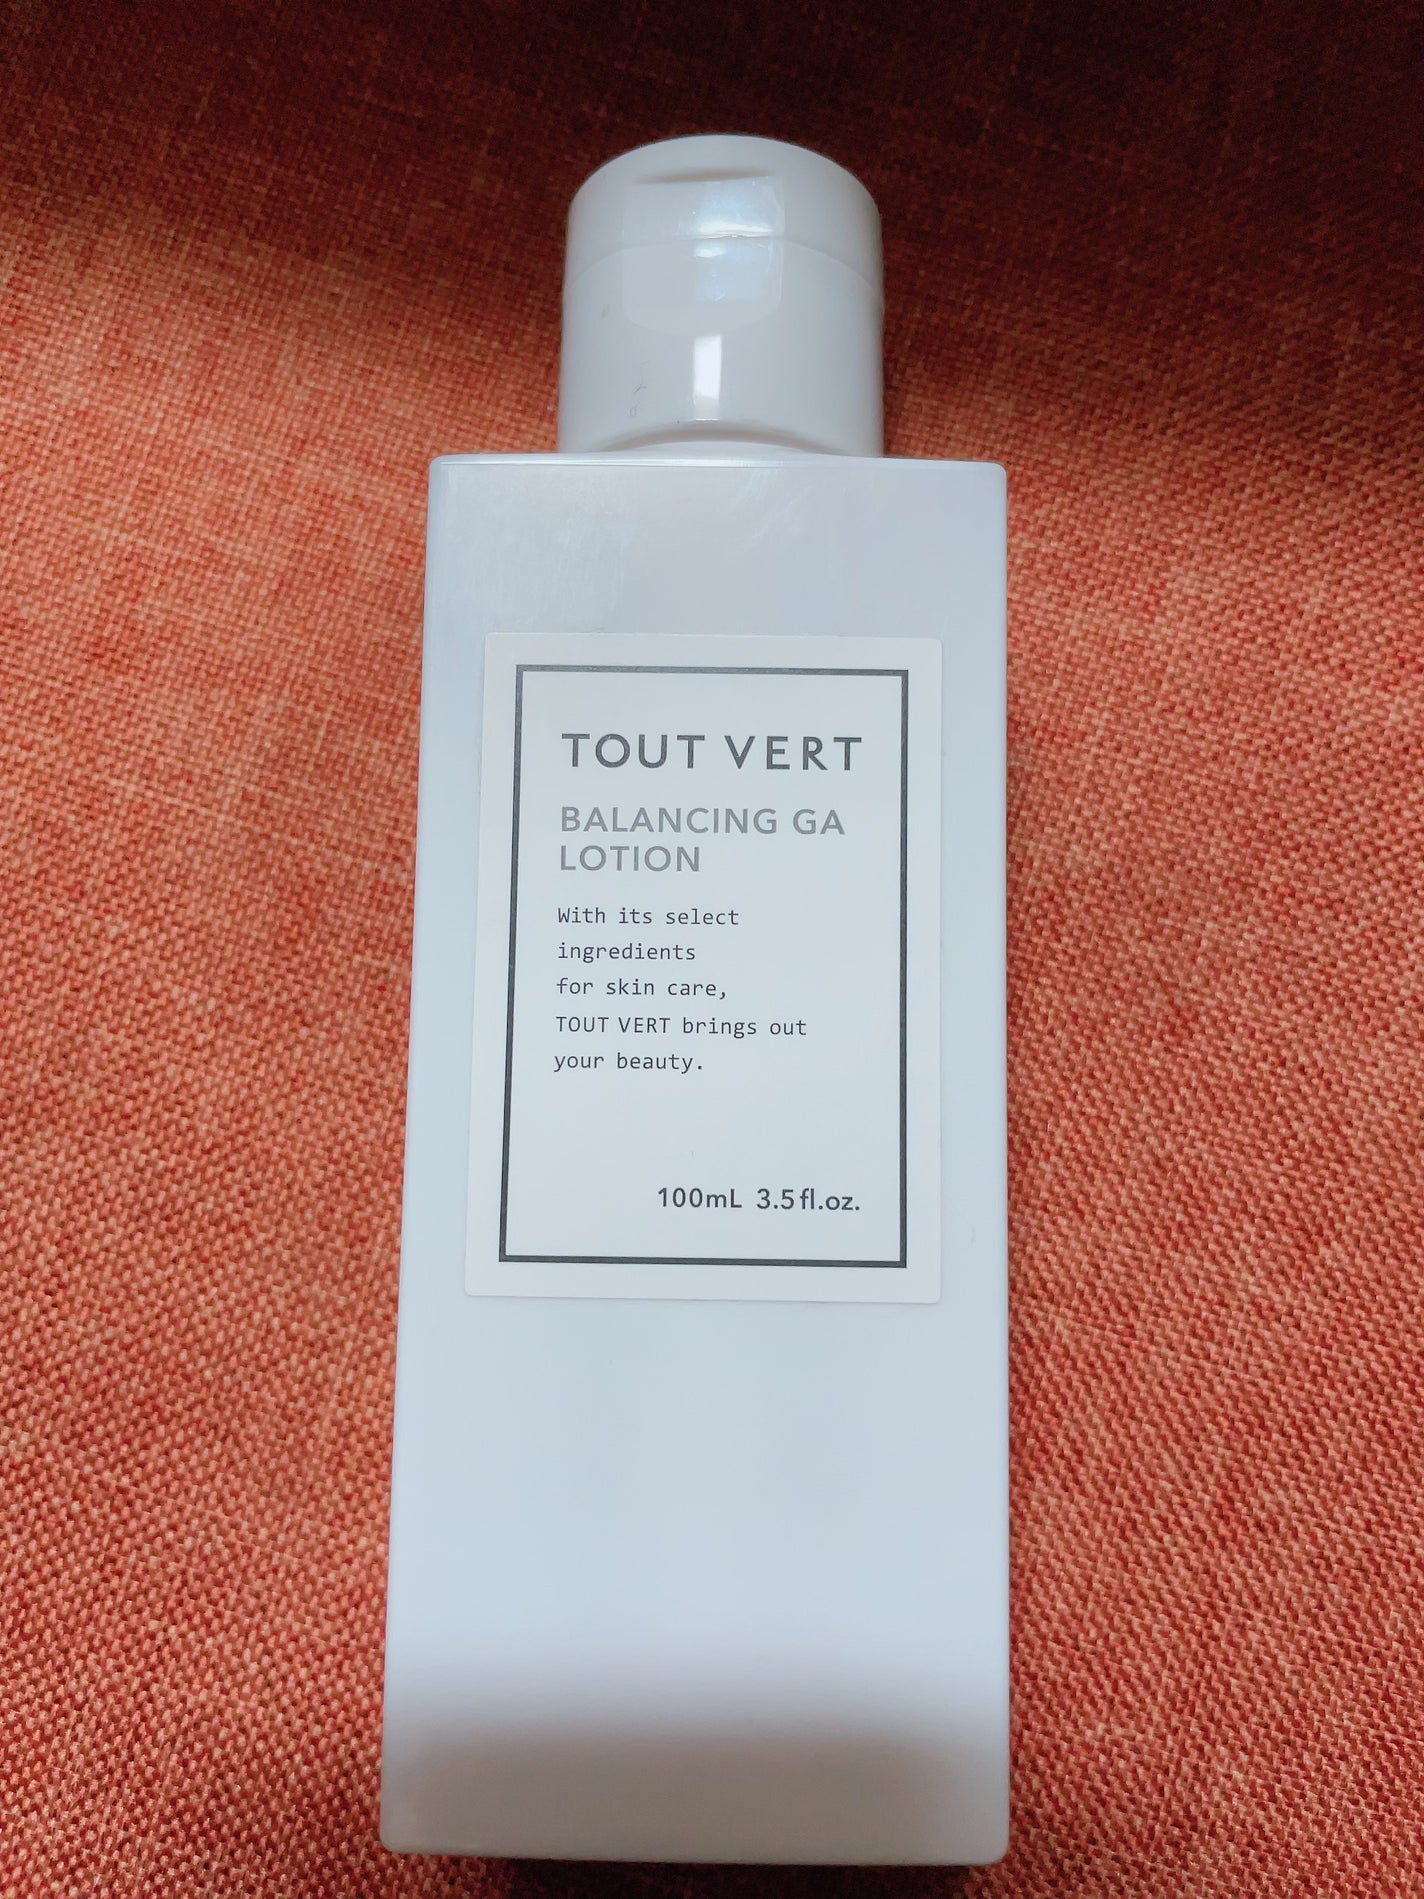 TOUT VERT
BALANCING GA
LOTION
With its select
ingredients
for skin care,
TOUT VERT brings out
your beauty.
100mL 3.5fl.oz.